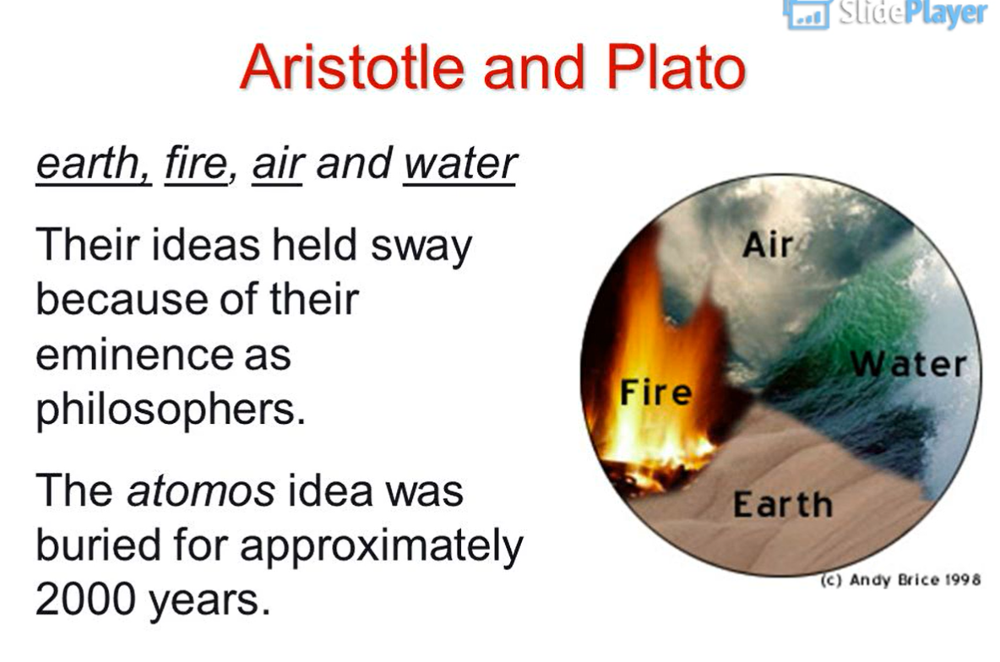 SlidePlayer
Aristotle and Plato
earth, fire, air and water
Their ideas held sway
because of their
eminence as
philosophers.
The atomos idea was
buried for approximately
2000 years.
Air
Water
Fire
Earth
(c) Andy Brice 1998